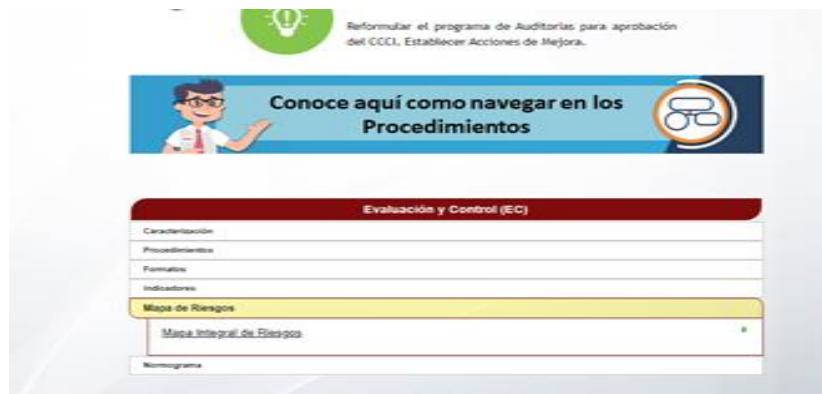 Reformular el programa de Auditorías para aprobación
del CCCI, Establecer Acciones de Mejora.
Conoce aquí como navegar en los
Procedimientos
Evaluación y Control (EC)
Caracterización
Procedimientos
Formatos
Indicadores
Mapa de Riesgos
Mapa Integral de Riesgos
Normograma